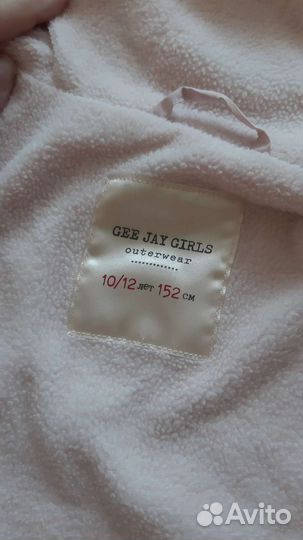 GEE JAY GIRLS
outerwear
10/12 лет 152 см
Avito